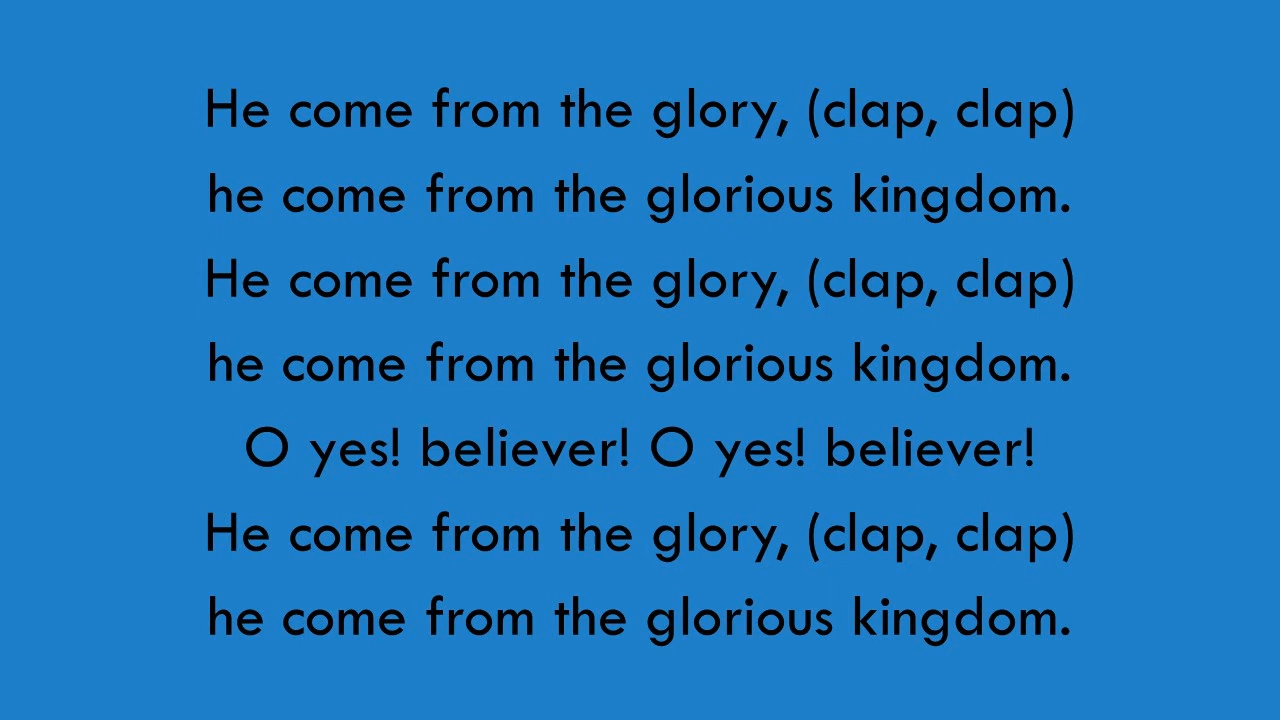 He come from the glory, (clap, clap)
he come from the glorious kingdom.
He come from the glory, (clap, clap)
he come from the glorious kingdom.
O yes! believer! O yes! believer!
He come from the glory, (clap, clap)
he come from the glorious kingdom.